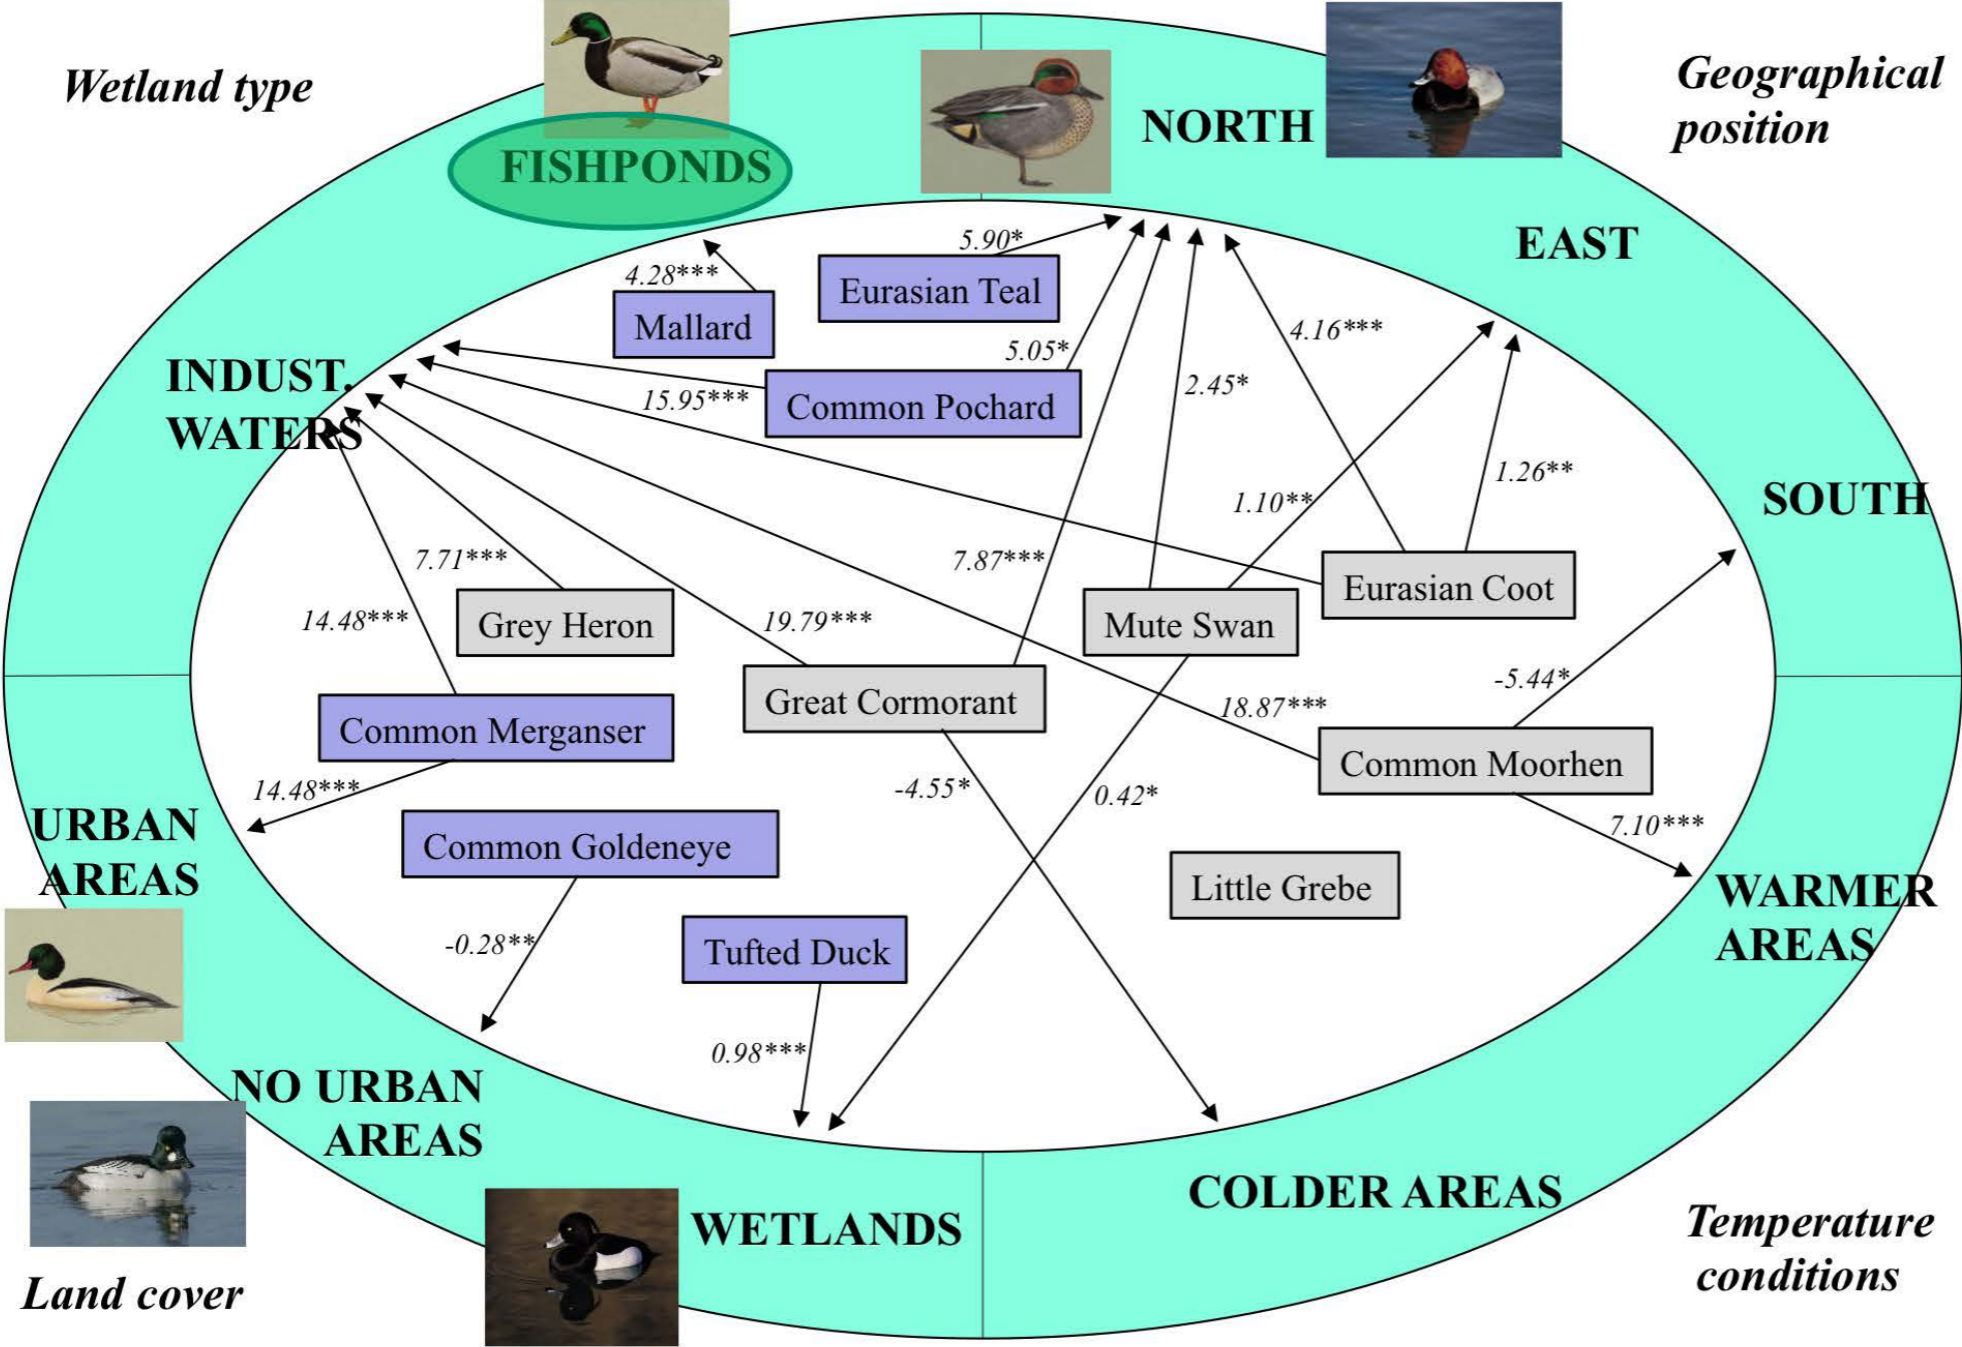 Wetland type
Geographical
position
FISHPONDS
NORTH
EAST
SOUTH
INDUST.
WATERS
5.90*
4.28***
Eurasian Teal
Mallard
4.16***
5.05*
2.45*
15.95***
Common Pochard
1.26**
1.10**
7.71***
7.87***
Eurasian Coot
14.48***
Grey Heron
19.79***
Mute Swan
-5.44*
Great Cormorant
18.87***
Common Merganser
Common Moorhen
14.48***
-4.55*
0.42*
7.10***
URBAN
AREAS
Common Goldeneye
Little Grebe
WARMER
AREAS
-0.28**
Tufted Duck
0.98***
NO URBAN
AREAS
WETLANDS
COLDER AREAS
Land cover
Temperature
conditions